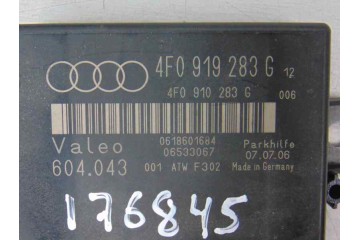 4F0 919 283 G 12
4F0 910 283 G 006
Valeo
0618601684
06533067
Parkhilfe
07.07.06
604.043
001 ATW F302
Made in Germany
176845